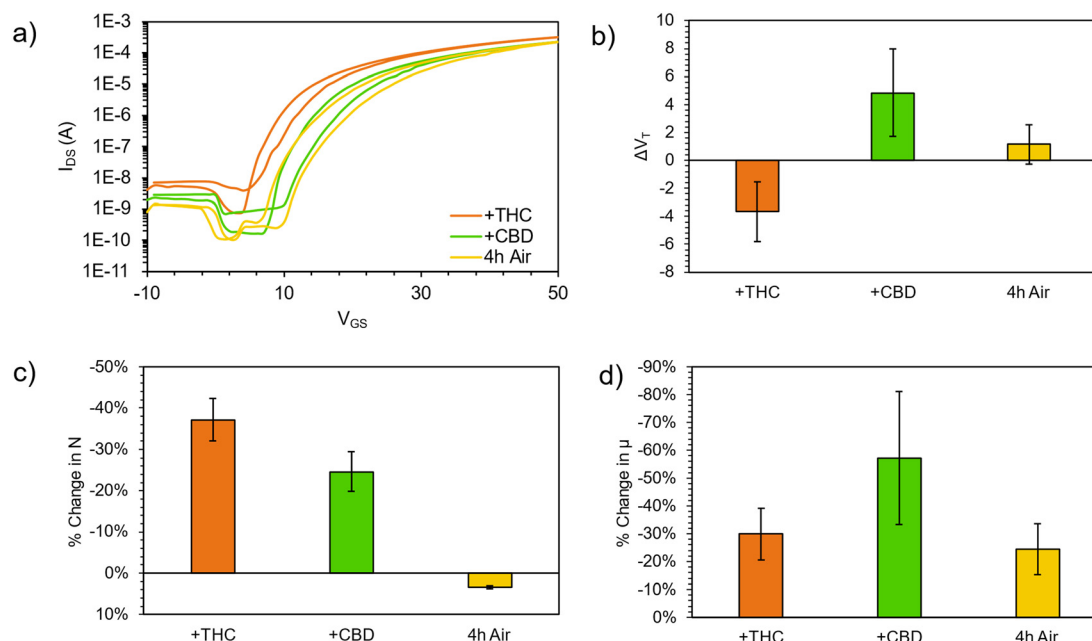 a)
1E-3
1E-4
1E-5
1E-6
1E-7
1E-8
1E-9
1E-10
1E-11
I_DS (A)
+THC
+CBD
4h Air
-10
10
30
50
V_GS
b)
10
8
6
4
2
0
-2
-4
-6
-8
ΔV_T
+THC
+CBD
4h Air
c)
-50%
-40%
-30%
-20%
-10%
0%
10%
% Change in N
+THC
+CBD
4h Air
d)
-90%
-80%
-70%
-60%
-50%
-40%
-30%
-20%
-10%
0%
% Change in μ
+THC
+CBD
4h Air